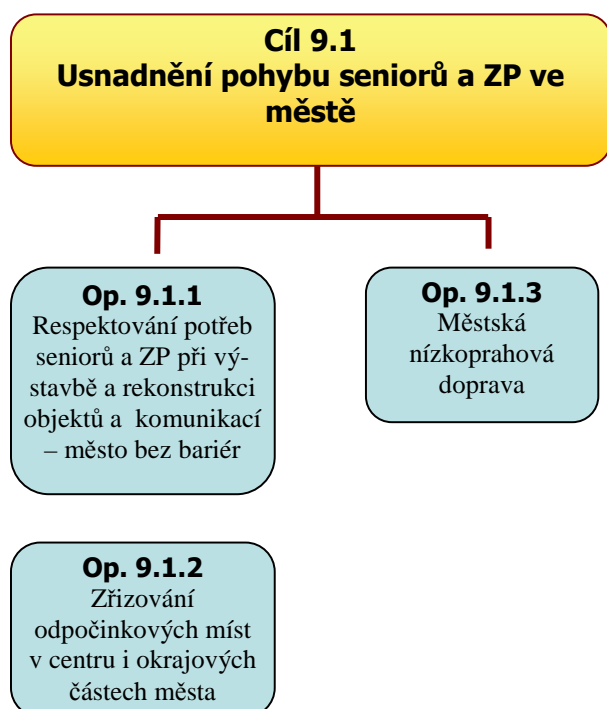 Cíl 9.1
Usnadnění pohybu seniorů a ZP ve
městě
Op. 9.1.1
Respektování potřeb
seniorů a ZP při vý-
stavbě a rekonstrukci
objektů a komunikací
– město bez bariér
Op. 9.1.3
Městská
nízkoprahová
doprava
Op. 9.1.2
Zřizování
odpočinkových míst
v centru i okrajových
částech města